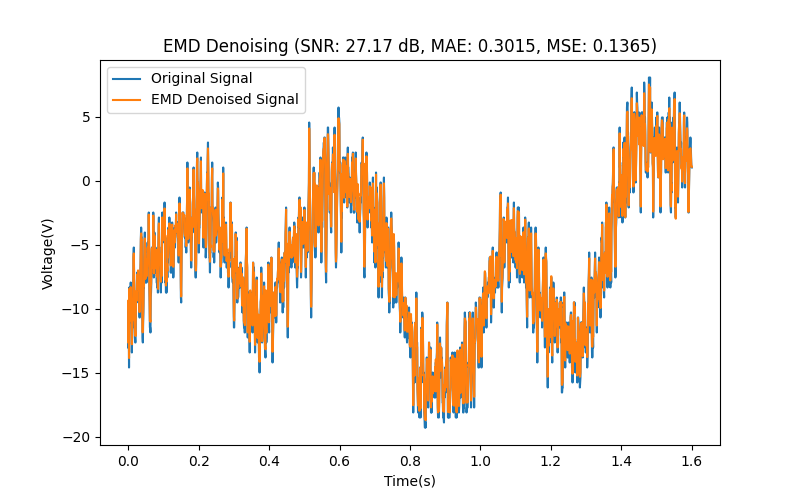 EMD Denoising (SNR: 27.17 dB, MAE: 0.3015, MSE: 0.1365)
Original Signal
EMD Denoised Signal
5
0
−5
−10
−15
−20
Voltage(V)
0.0 0.2 0.4 0.6 0.8 1.0 1.2 1.4 1.6
Time(s)